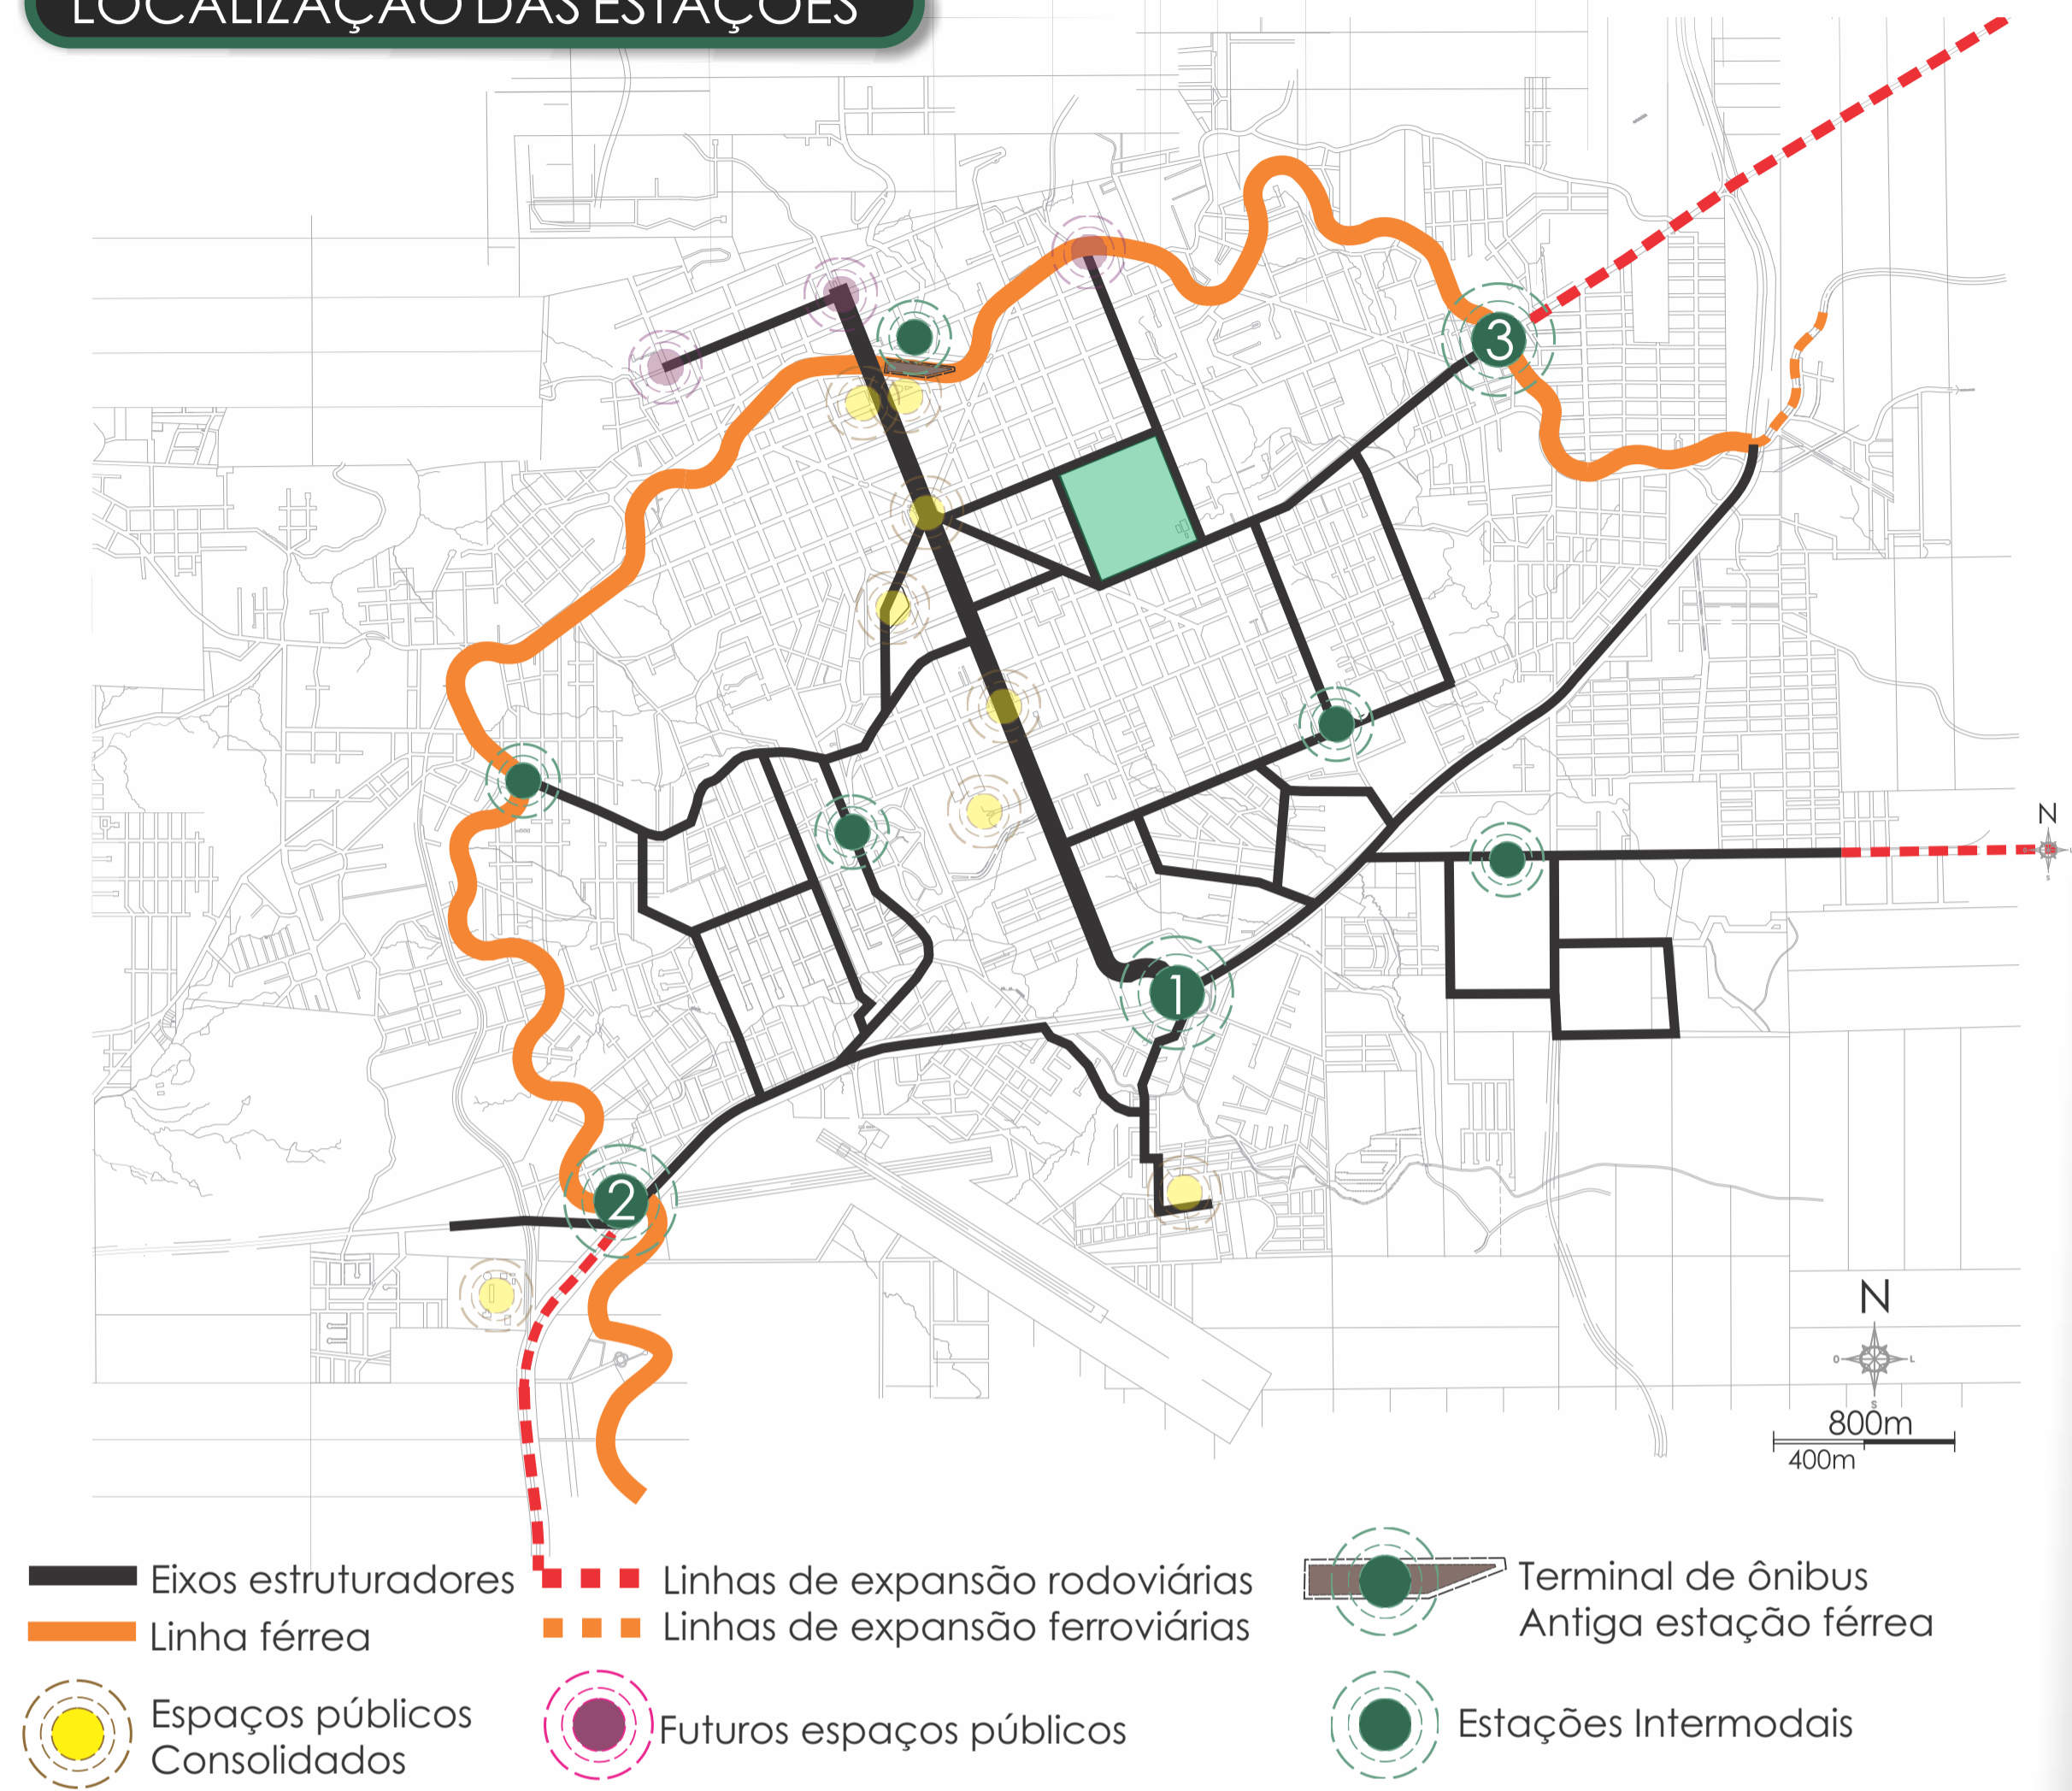 LOCALIZAÇÃO DAS ESTAÇÕES
3
N
S
1
2
N
O
L
S
800m
400m
Eixos estruturadores
Linhas de expansão rodoviárias
Terminal de ônibus
Antiga estação férrea
Linha férrea
Linhas de expansão ferroviárias
Espaços públicos
Consolidados
Futuros espaços públicos
Estações Intermodais